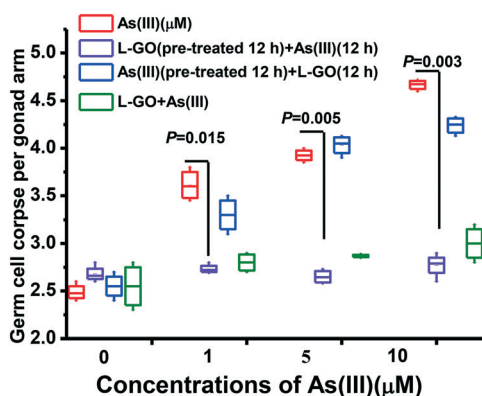 As(III)(μM)
L-GO(pre-treated 12 h)+As(III)(12 h)
As(III)(pre-treated 12 h)+L-GO(12 h)
L-GO+As(III)
P=0.003
P=0.005
P=0.015
Germ cell corpse per gonad arm
5.0
4.5
4.0
3.5
3.0
2.5
2.0
0
1
5
10
Concentrations of As(III)(μM)